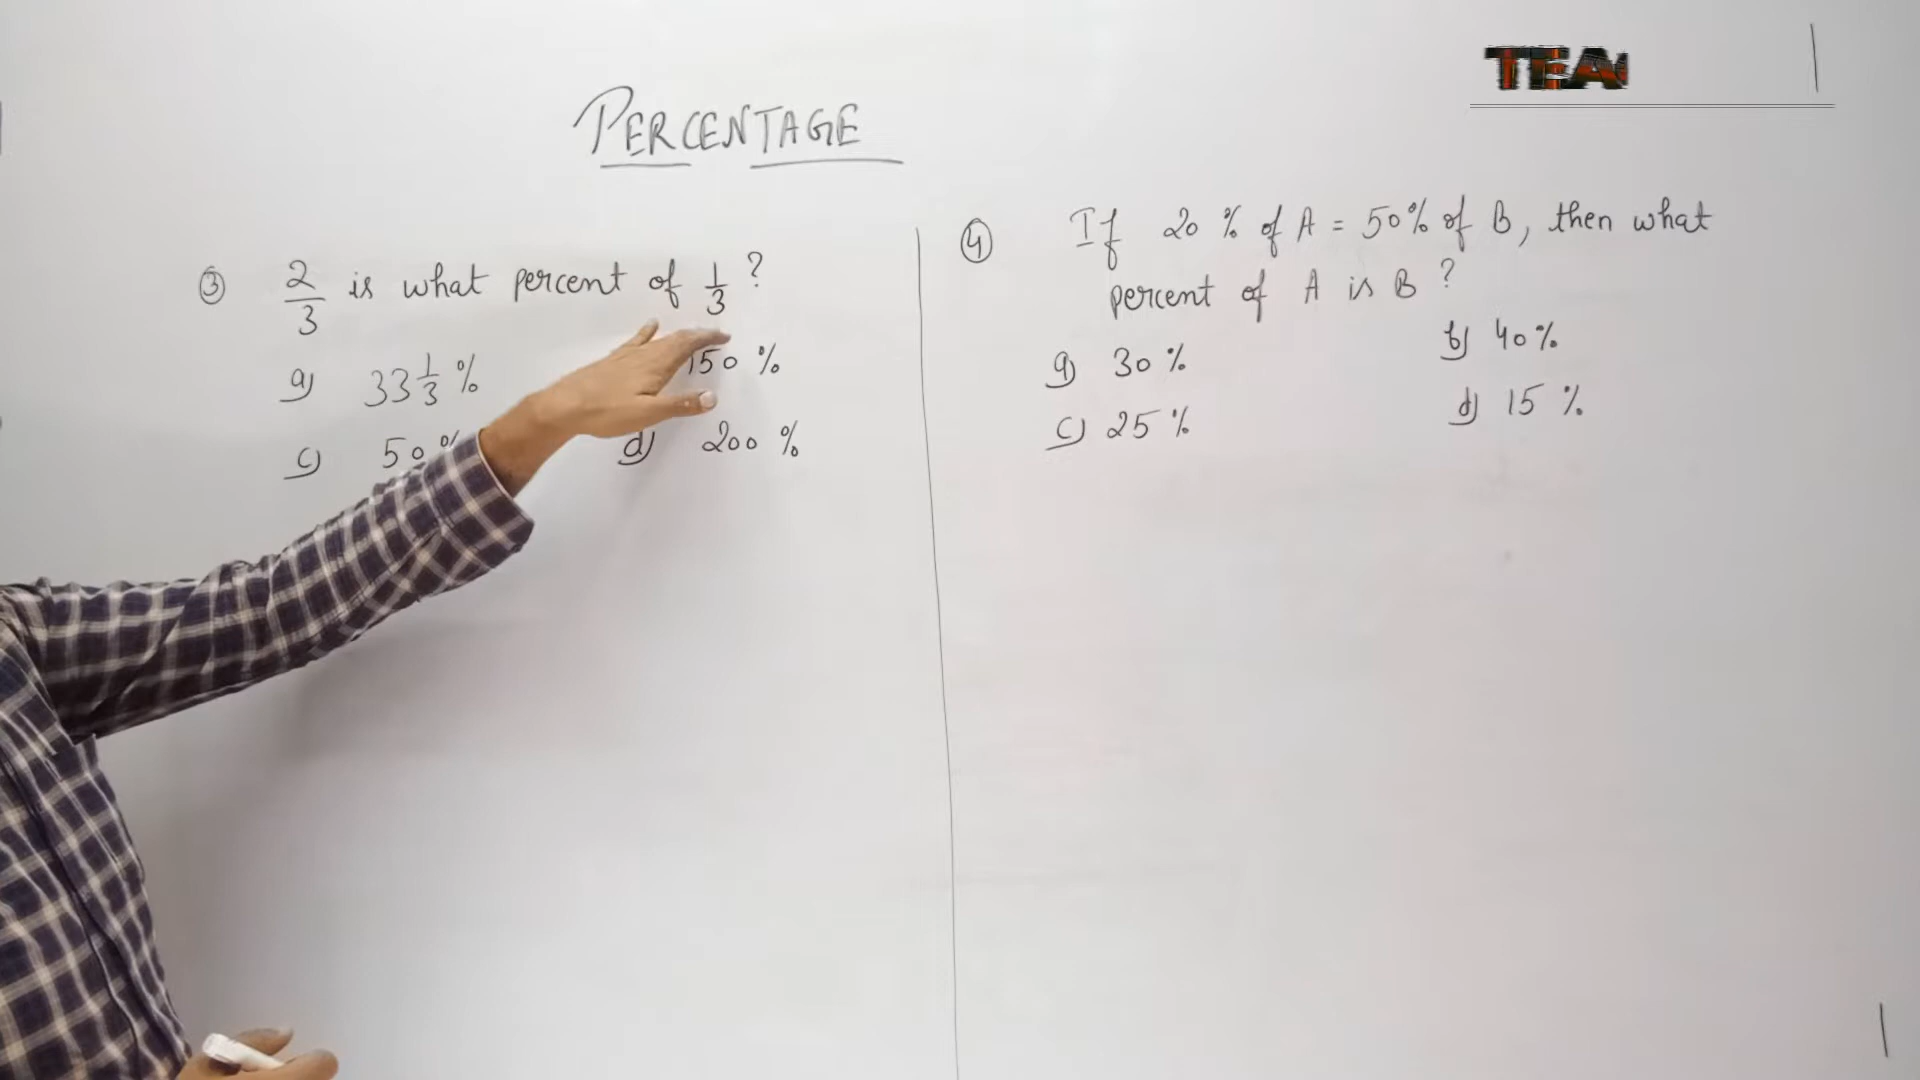 PERCENTAGE
TEA
③ 2/3 is what percent of 1/3 ?
a) 33 1/3 %
150 %
c) 50 %
d) 200 %
④ If 20 % of A = 50% of B, then what
percent of A is B ?
a) 30 %
b) 40%
c) 25 %
d) 15 %